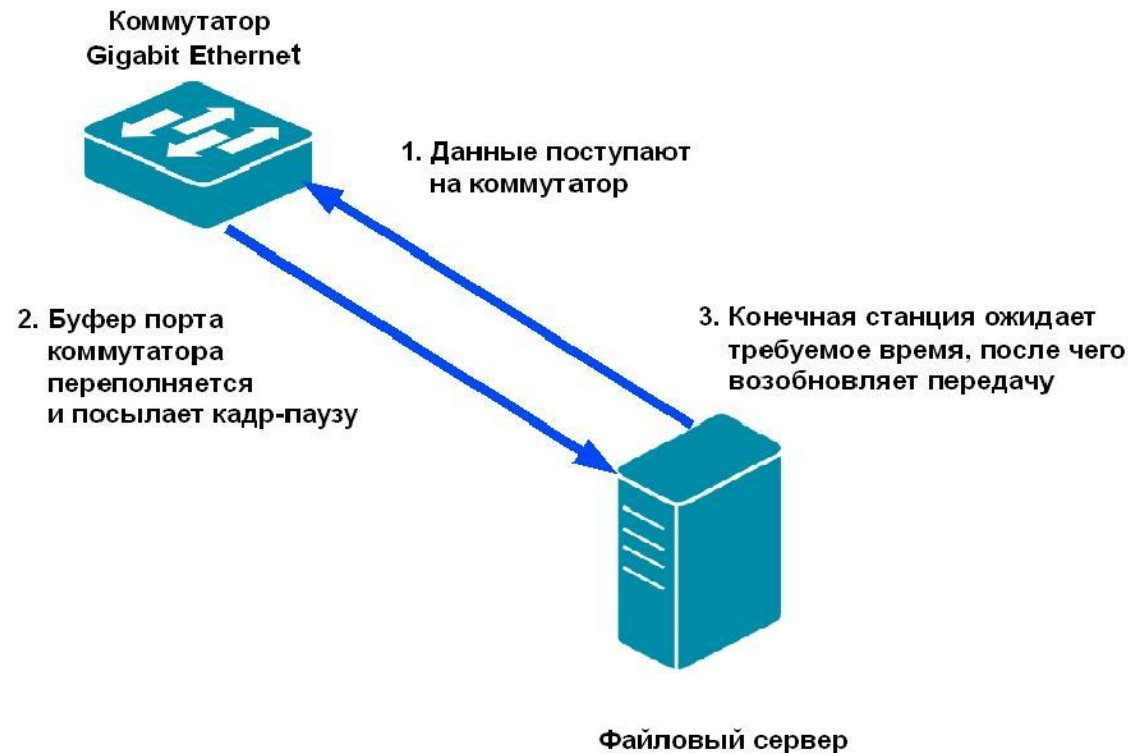 Коммутатор
Gigabit Ethernet
1. Данные поступают
на коммутатор
2. Буфер порта
коммутатора
переполняется
и посылает кадр-паузу
3. Конечная станция ожидает
требуемое время, после чего
возобновляет передачу
Файловый сервер